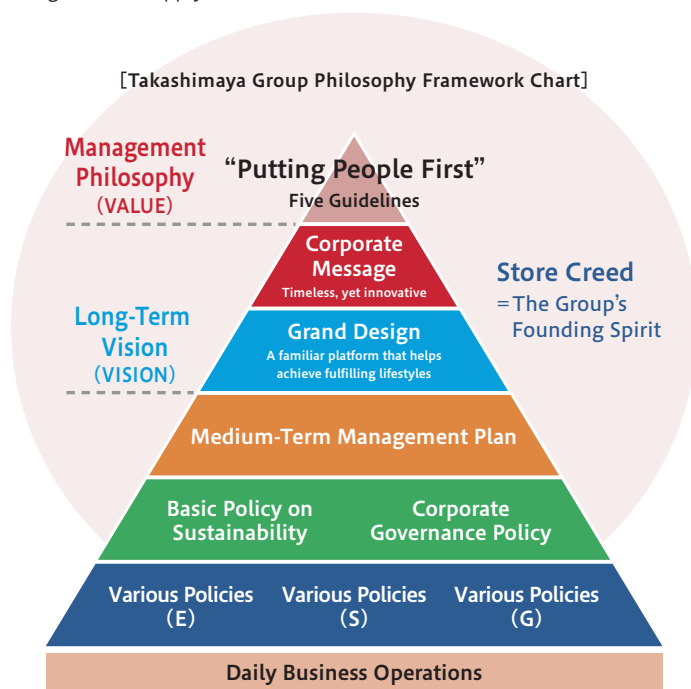 [Takashimaya Group Philosophy Framework Chart]
Management
Philosophy
(VALUE)
“Putting People First”
Five Guidelines
Corporate
Message
Timeless, yet innovative
Store Creed
=The Group's
Founding Spirit
Long-Term
Vision
(VISION)
Grand Design
A familiar platform that helps
achieve fulfilling lifestyles
Medium-Term Management Plan
Basic Policy on
Sustainability
Corporate
Governance Policy
Various Policies
(E)
Various Policies
(S)
Various Policies
(G)
Daily Business Operations